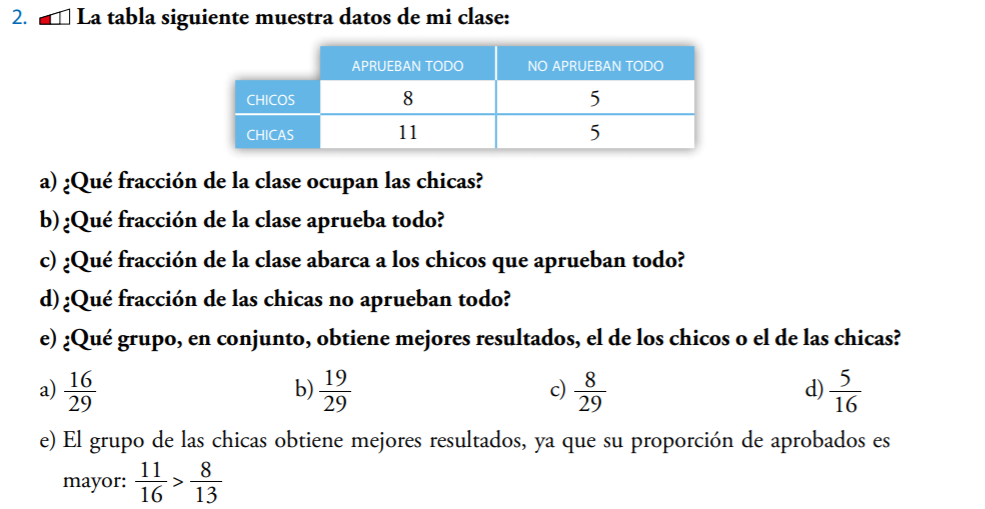 2. La tabla siguiente muestra datos de mi clase:
APRUEBAN TODO NO APRUEBAN TODO
CHICOS 8 5
CHICAS 11 5
a) ¿Qué fracción de la clase ocupan las chicas?
b) ¿Qué fracción de la clase aprueba todo?
c) ¿Qué fracción de la clase abarca a los chicos que aprueban todo?
d) ¿Qué fracción de las chicas no aprueban todo?
e) ¿Qué grupo, en conjunto, obtiene mejores resultados, el de los chicos o el de las chicas?
a) 16/29 b) 19/29 c) 8/29 d) 5/16
e) El grupo de las chicas obtiene mejores resultados, ya que su proporción de aprobados es
mayor: 11/16 > 8/13